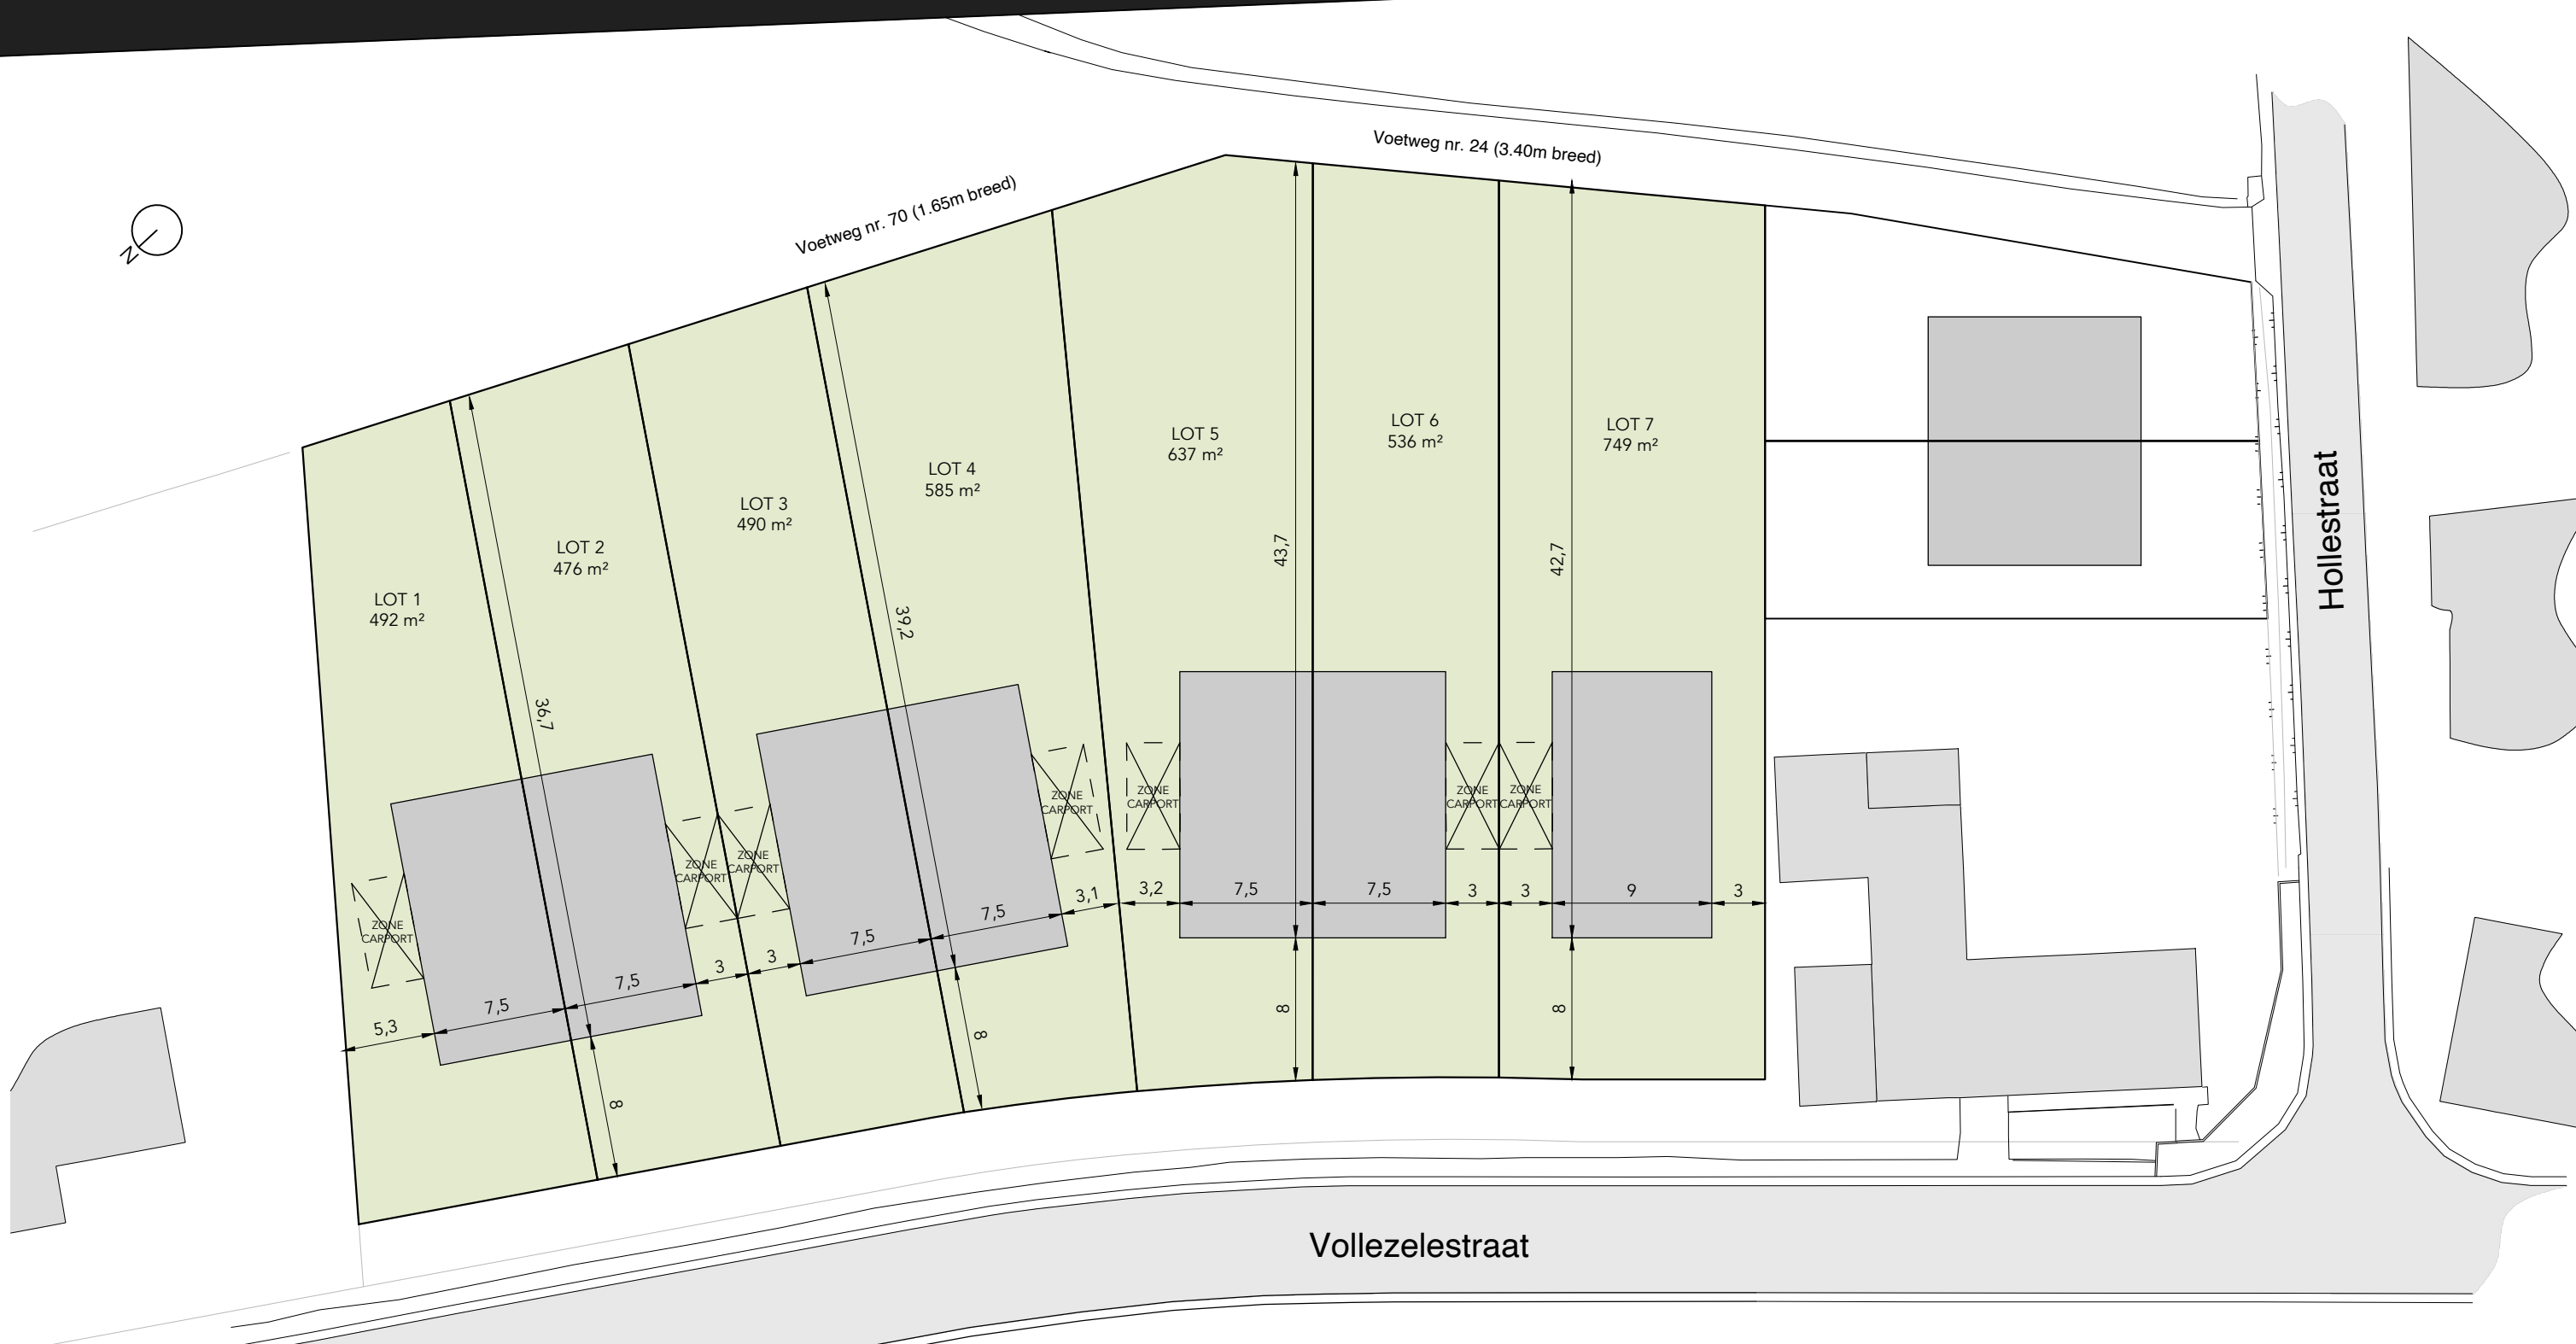 Voetweg nr. 24 (3.40m breed)
Voetweg nr. 70 (1.65m breed)
N
LOT 1
492 m²
LOT 2
476 m²
LOT 3
490 m²
LOT 4
585 m²
LOT 5
637 m²
LOT 6
536 m²
LOT 7
749 m²
36,7
39,2
43,7
42,7
ZONE
CARPORT
ZONE
CARPORT
ZONE
CARPORT
ZONE
CARPORT
ZONE
CARPORT
ZONE
CARPORT
ZONE
CARPORT
5,3
7,5
7,5
3
3
7,5
7,5
3,1
3,2
7,5
7,5
3
3
9
3
8
8
8
8
Hollestraat
Vollezelestraat